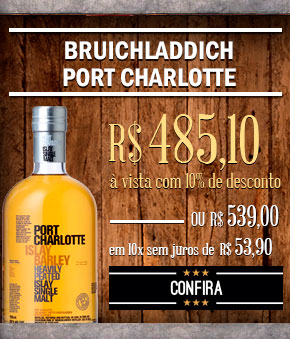 BRUICHLADDICH
PORT CHARLOTTE
R$ 485,10
à vista com 10% de desconto
OU R$ 539,00
em 10x sem juros de R$ 53,90
CONFIRA
PORT
CHARLOTTE
ISLAY
BARLEY
HEAVILY
PEATED
ISLAY
SINGLE
MALT